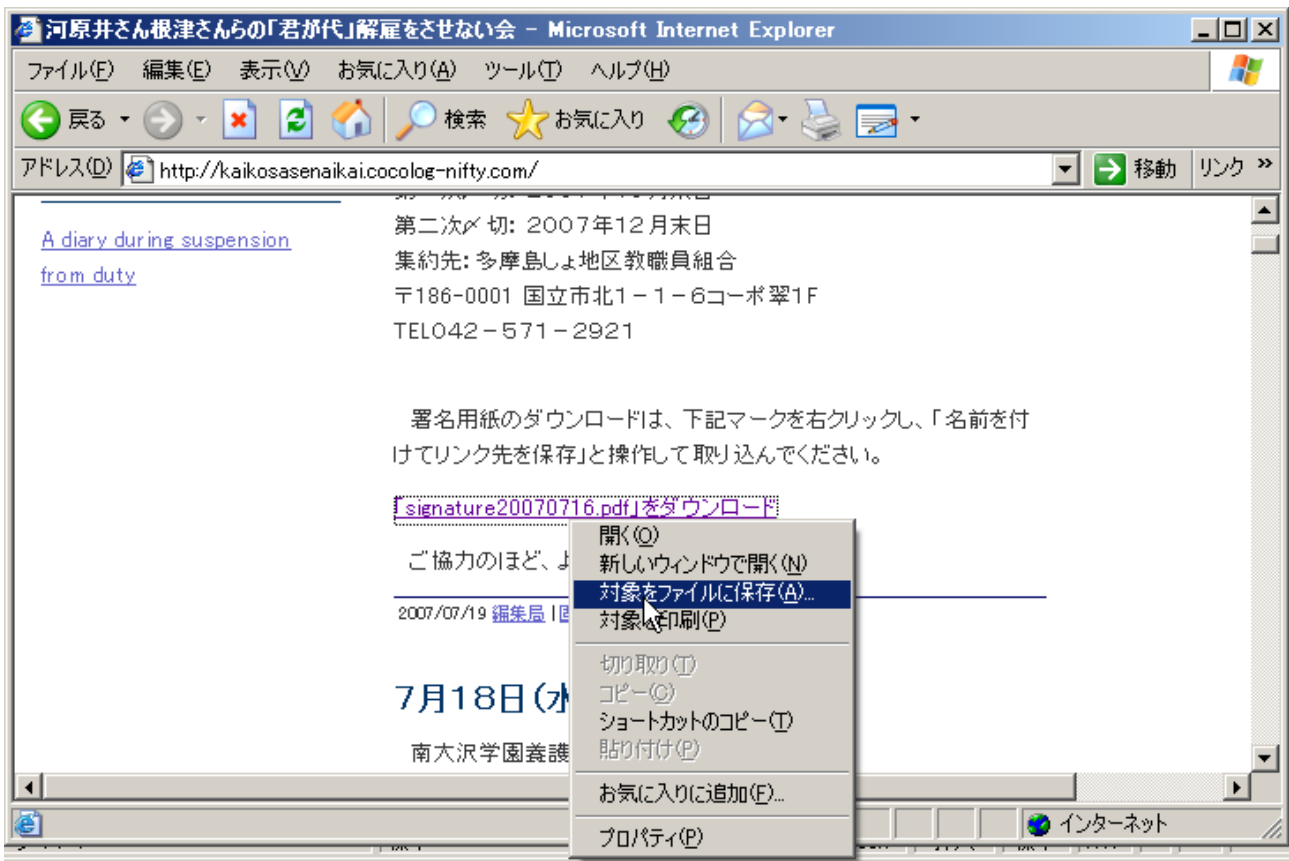 河原井さん根津さんらの「君が代」解雇をさせない会 - Microsoft Internet Explorer
ファイル(F) 編集(E) 表示(V) お気に入り(A) ツール(T) ヘルプ(H)
戻る 検索 お気に入り
アドレス(D) http://kaikosasenaikai.cocolog-nifty.com/ 移動 リンク »
A diary during suspension
from duty
第二次〆切: 2007年12月末日
集約先: 多摩島しょ地区教職員組合
〒186-0001 国立市北1-1-6コーポ翠1F
TEL042-571-2921
署名用紙のダウンロードは、下記マークを右クリックし、「名前を付
けてリンク先を保存」と操作して取り込んでください。
「signature20070716.pdf」をダウンロード
ご協力のほど、よ
2007/07/19 編集局 |
7月18日(水
南大沢学園養護
開く(O)
新しいウィンドウで開く(N)
対象をファイルに保存(A)...
対象を印刷(P)
切り取り(T)
コピー(C)
ショートカットのコピー(T)
貼り付け(P)
お気に入りに追加(F)...
プロパティ(P)
インターネット